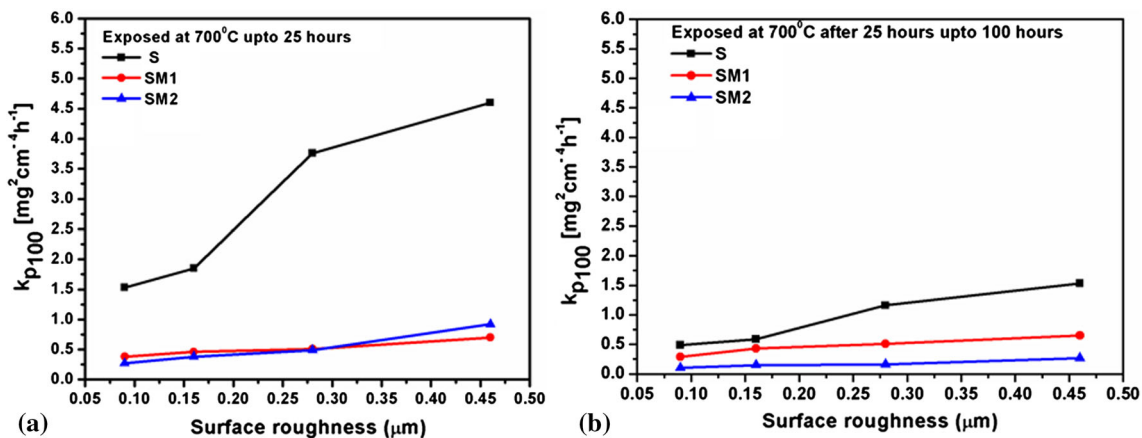 Exposed at 700⁰C upto 25 hours
S
SM1
SM2
6.0
5.5
5.0
4.5
4.0
3.5
3.0
2.5
2.0
1.5
1.0
0.5
0.0
kp100 [mg²cm⁻⁴h⁻¹]
0.05 0.10 0.15 0.20 0.25 0.30 0.35 0.40 0.45 0.50
Surface roughness (μm)
(a)
Exposed at 700⁰C after 25 hours upto 100 hours
S
SM1
SM2
6.0
5.5
5.0
4.5
4.0
3.5
3.0
2.5
2.0
1.5
1.0
0.5
0.0
kp100 [mg²cm⁻⁴h⁻¹]
0.05 0.10 0.15 0.20 0.25 0.30 0.35 0.40 0.45 0.50
Surface roughness (μm)
(b)